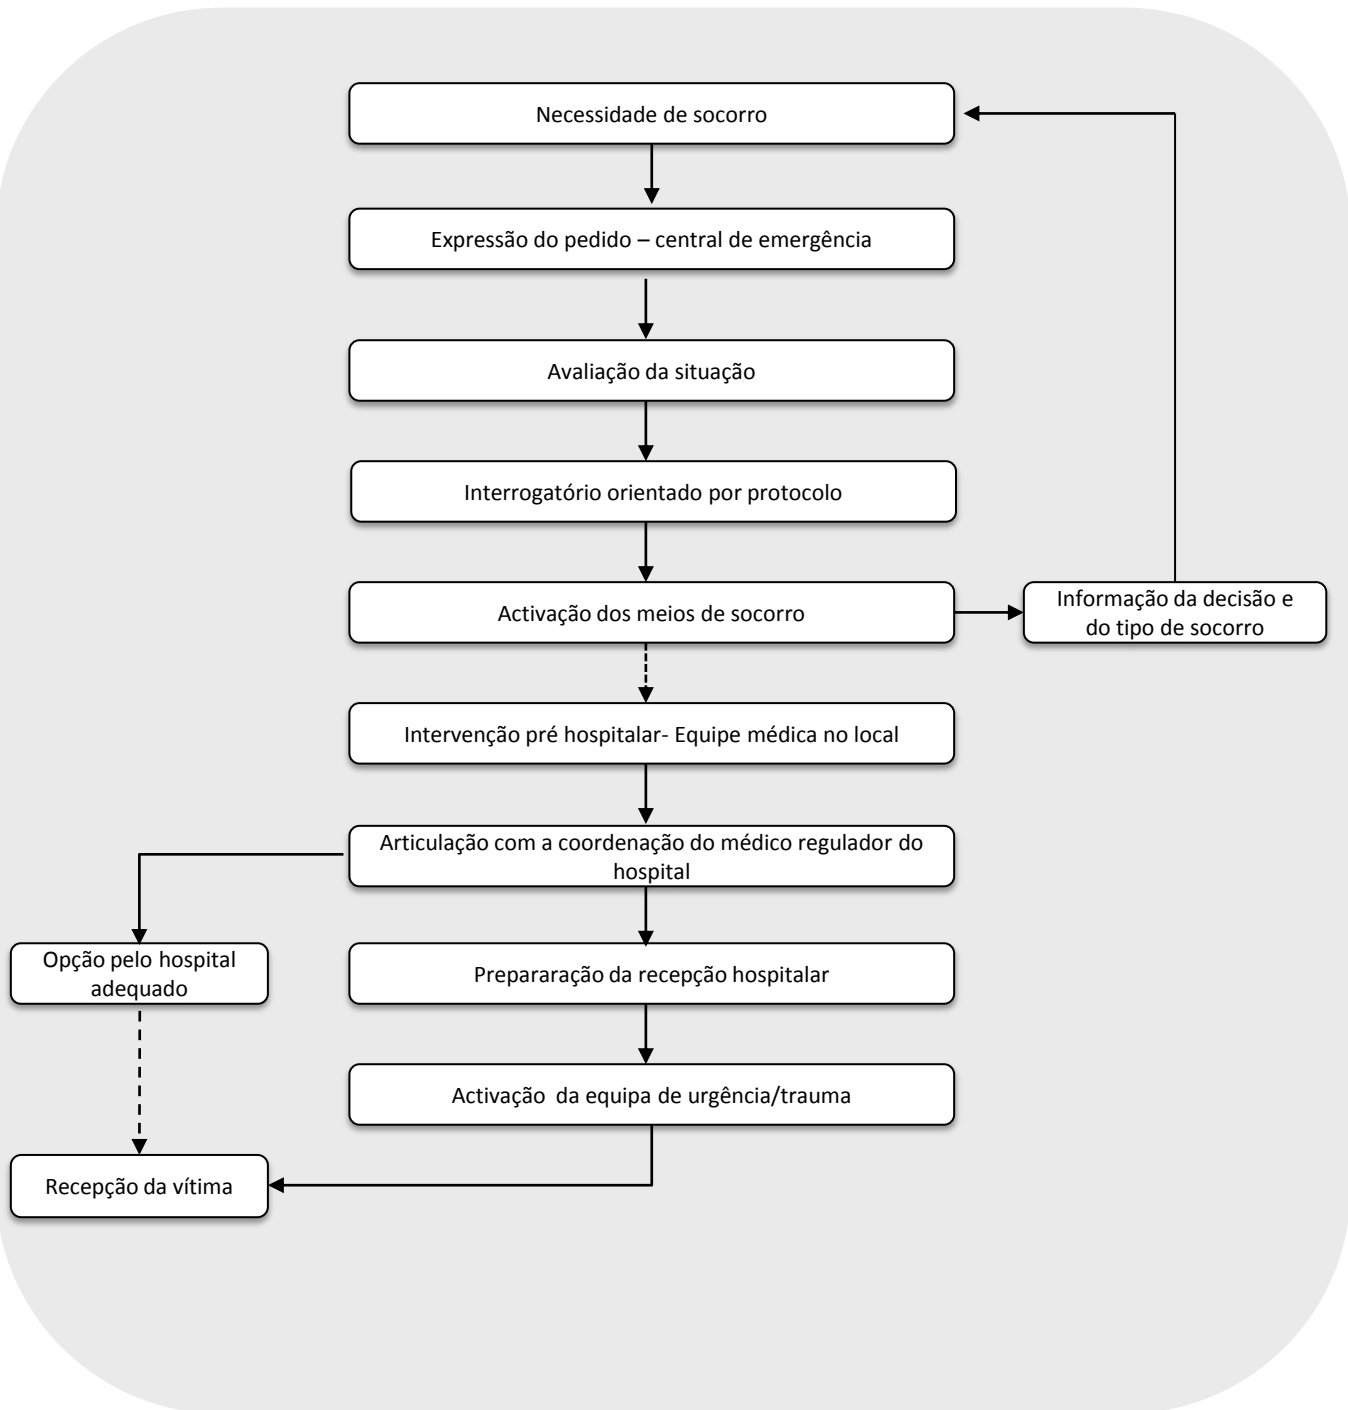 Necessidade de socorro
Expressão do pedido – central de emergência
Avaliação da situação
Interrogatório orientado por protocolo
Activação dos meios de socorro
Informação da decisão e
do tipo de socorro
Intervenção pré hospitalar- Equipe médica no local
Articulação com a coordenação do médico regulador do
hospital
Opção pelo hospital
adequado
Prepararação da recepção hospitalar
Activação  da equipa de urgência/trauma
Recepção da vítima